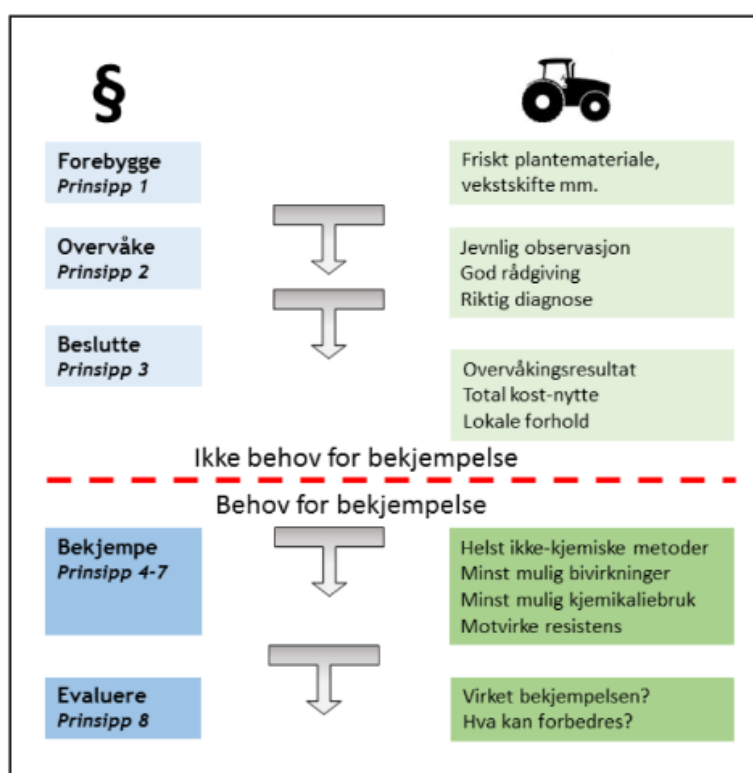 §
Forebygge
Prinsipp 1
Friskt plantemateriale,
vekstskifte mm.
Overvåke
Prinsipp 2
Jevnlig observasjon
God rådgiving
Riktig diagnose
Beslutte
Prinsipp 3
Overvåkingsresultat
Total kost-nytte
Lokale forhold
Ikke behov for bekjempelse
Behov for bekjempelse
Bekjempe
Prinsipp 4-7
Helst ikke-kjemiske metoder
Minst mulig bivirkninger
Minst mulig kjemikaliebruk
Motvirke resistens
Evaluere
Prinsipp 8
Virket bekjempelsen?
Hva kan forbedres?